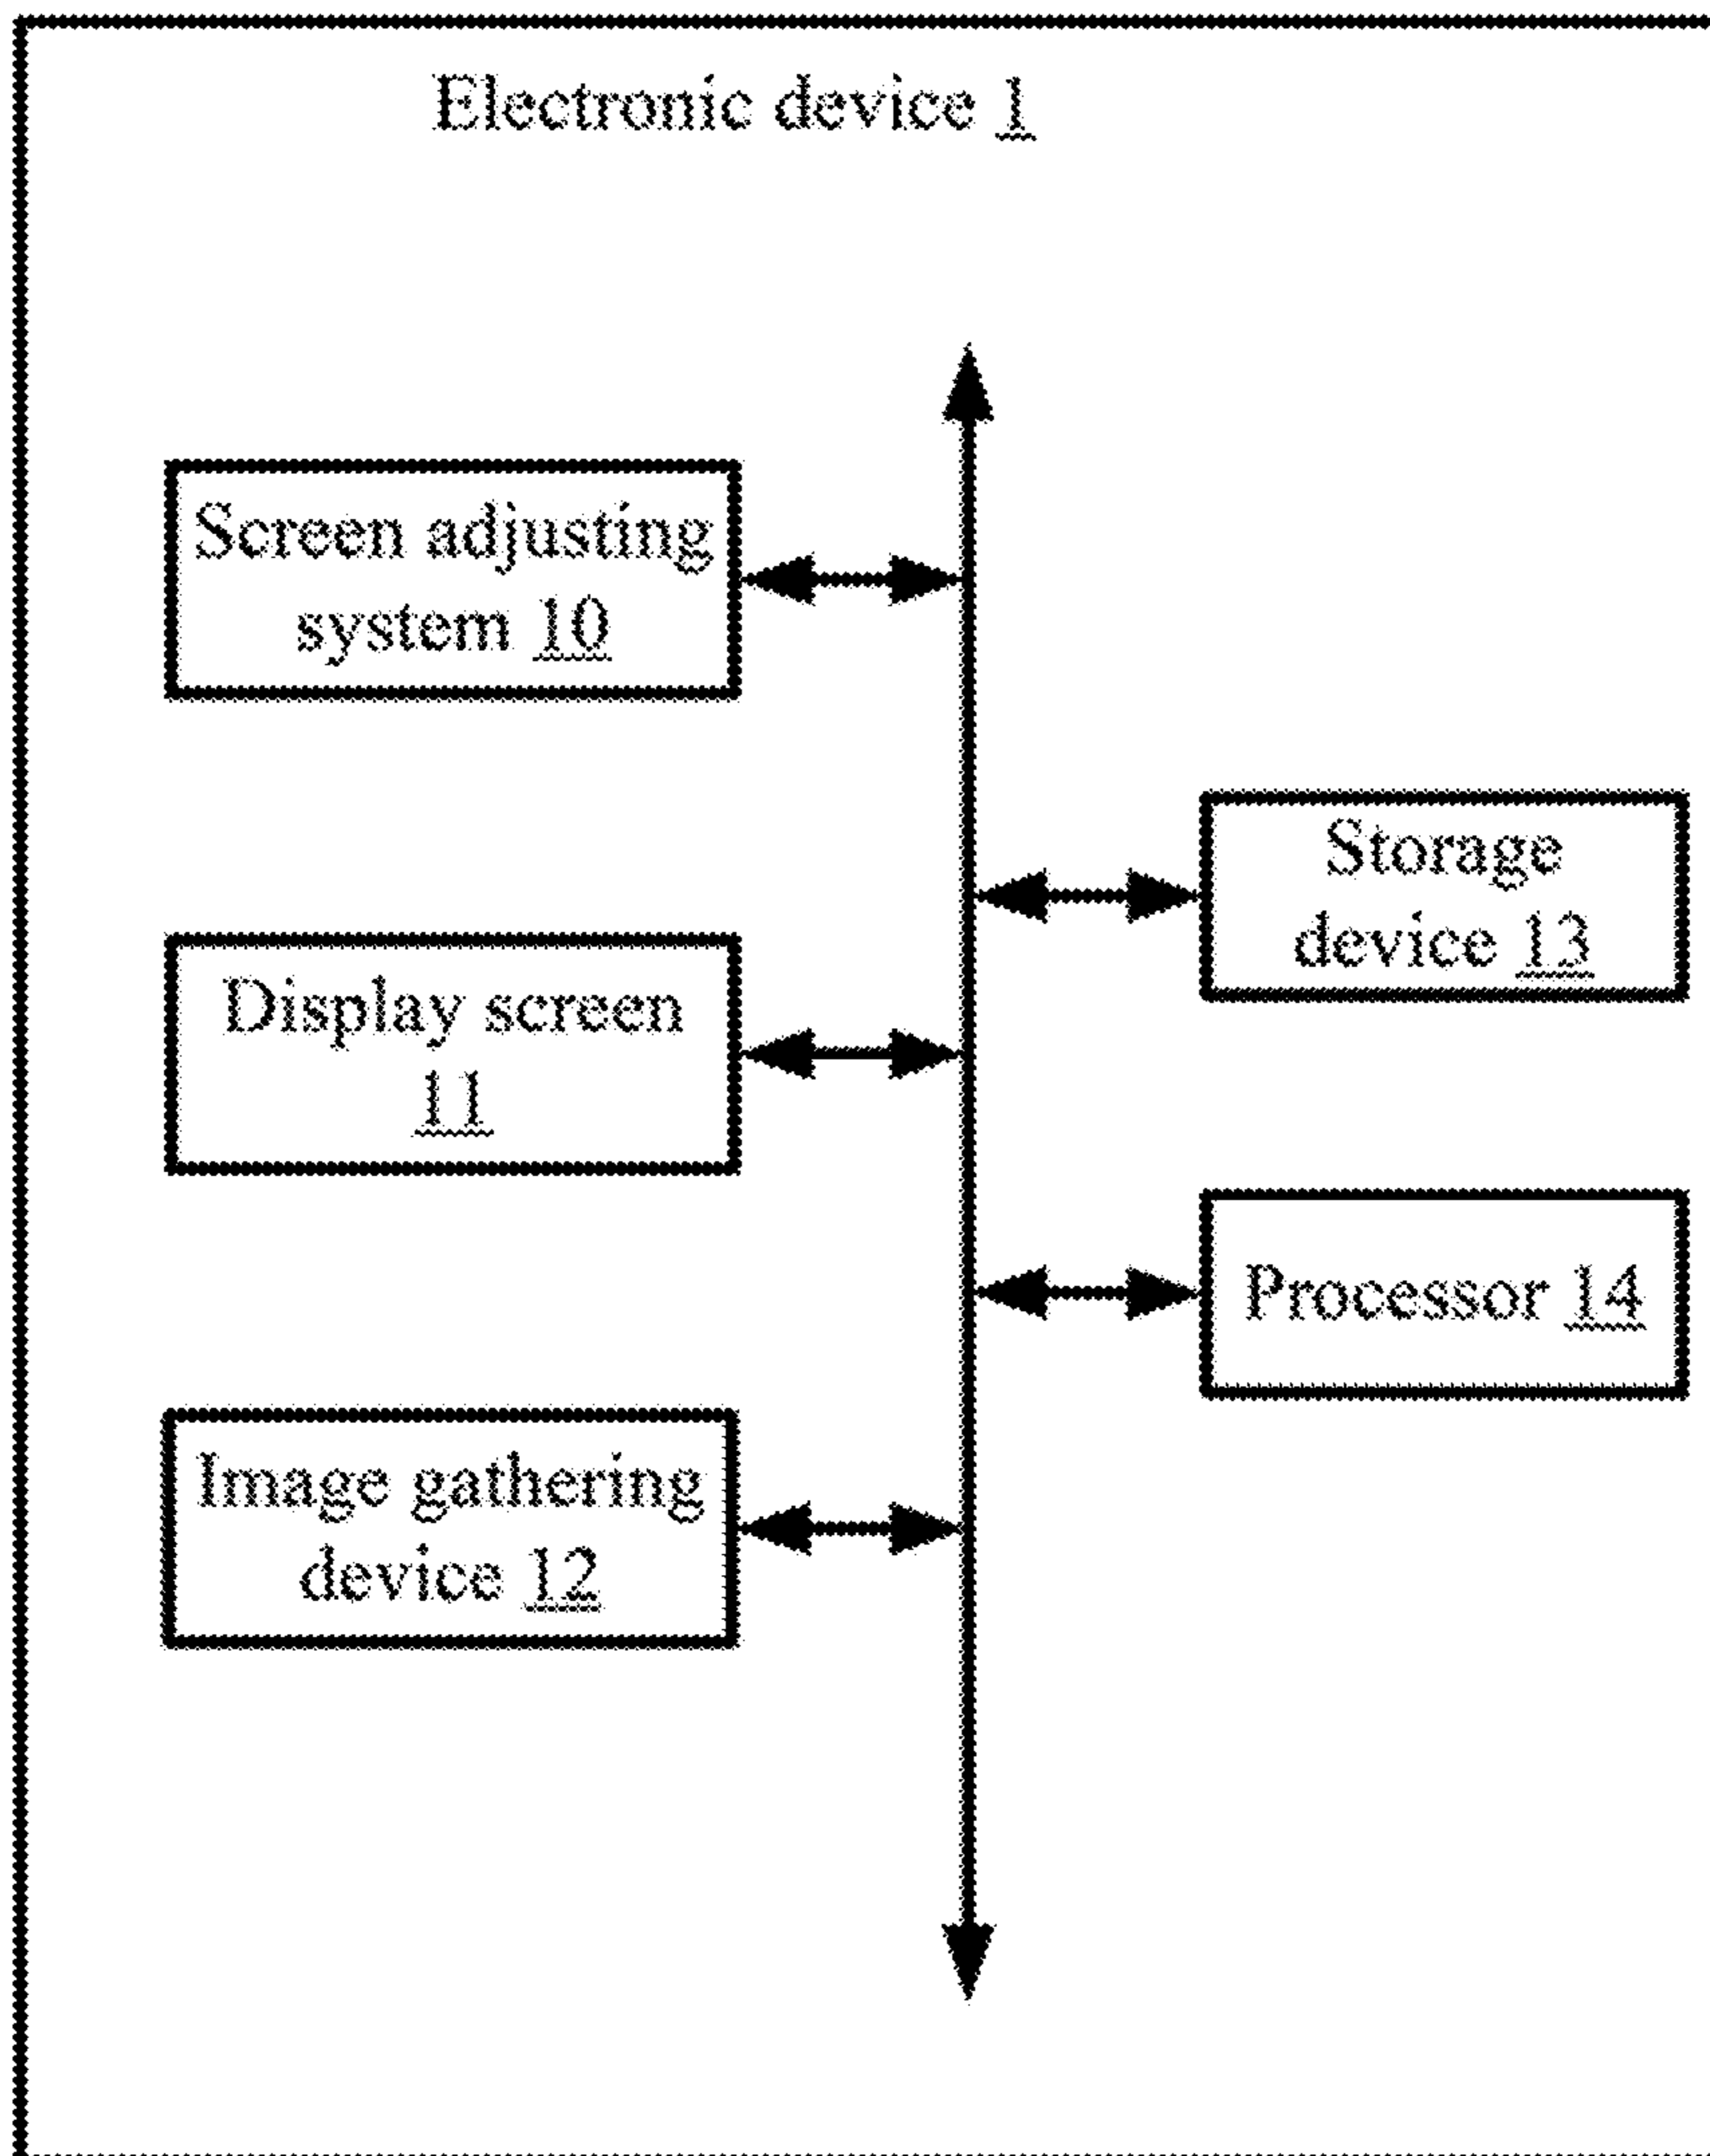 Electronic device 1
Screen adjusting
system 10
Storage
device 13
Display screen
11
Processor 14
Image gathering
device 12